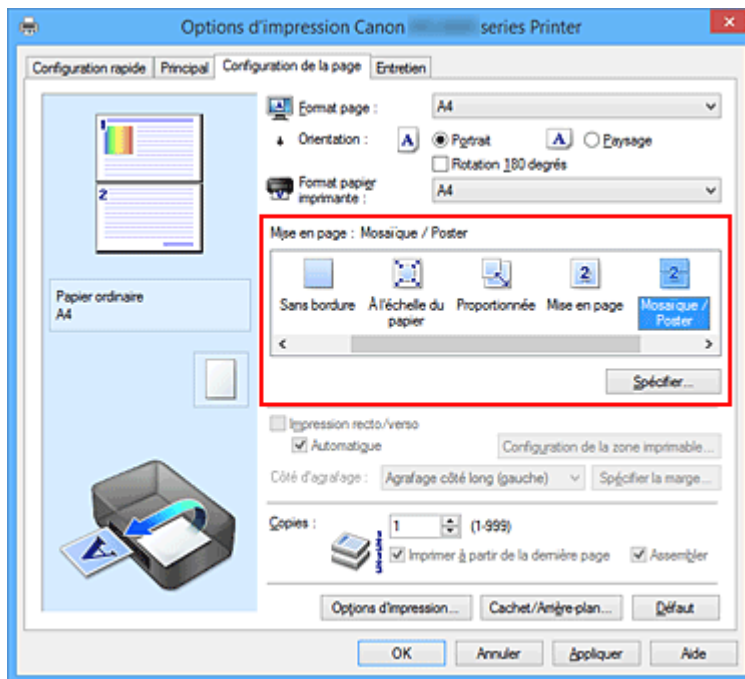 Options d'impression Canon series Printer
Configuration rapide Principal Configuration de la page Entretien
1
2
Papier ordinaire
A4
Format page : A4
Orientation : A Portrait A Paysage
Rotation 180 degrés
Format papier
imprimante :
A4
Mise en page : Mosaïque / Poster
2 2
Sans bordure À l'échelle du papier Proportionnée Mise en page Mosaïque / Poster
Spécifier...
Impression recto/verso
Automatique Configuration de la zone imprimable...
Côté d'agrafage : Agrafage côté long (gauche) Spécifier la marge...
Copies : 1 (1-999)
Imprimer à partir de la dernière page Assembler
A
Options d'impression... Cachet/Arrière-plan... Défaut
OK Annuler Appliquer Aide